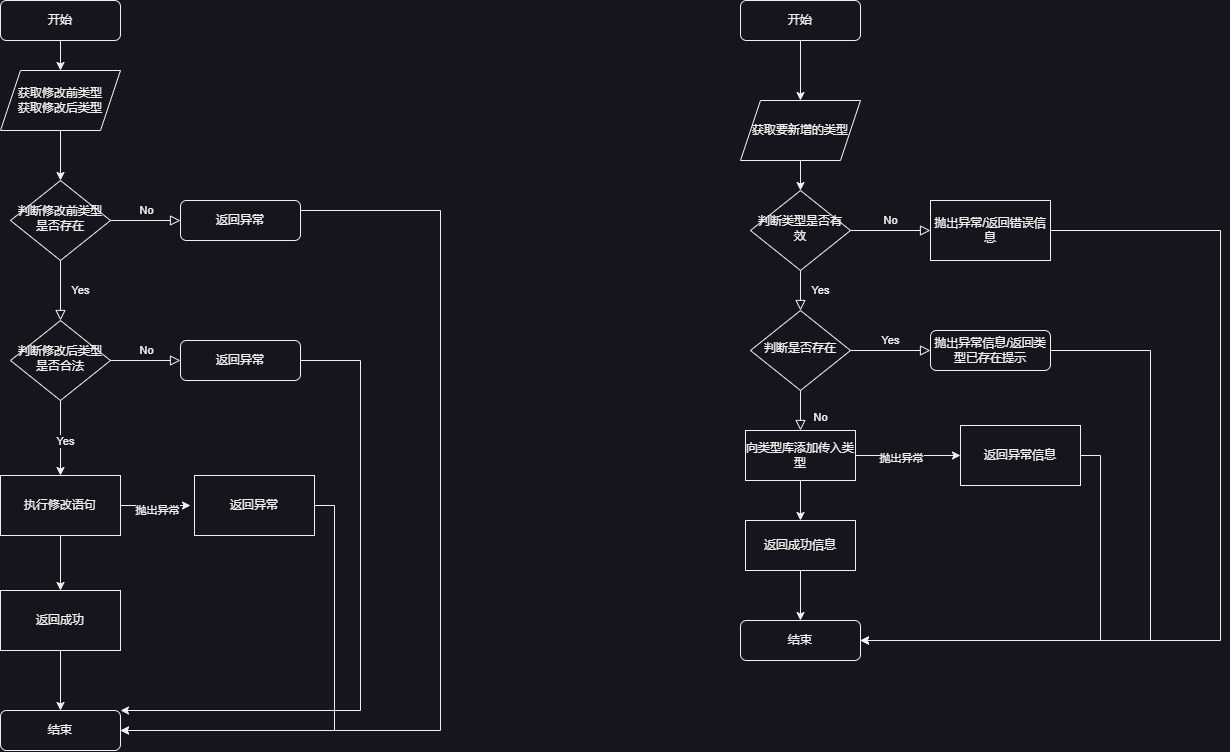 开始
获取修改前类型
获取修改后类型
判断修改前类型
是否存在
No
返回异常
Yes
判断修改后类型
是否合法
No
返回异常
Yes
执行修改语句
抛出异常
返回异常
返回成功
结束
开始
获取要新增的类型
判断类型是否有
效
No
抛出异常/返回错误信
息
Yes
判断是否存在
Yes
抛出异常信息/返回类
型已存在提示
No
向类型库添加传入类
型
抛出异常
返回异常信息
返回成功信息
结束